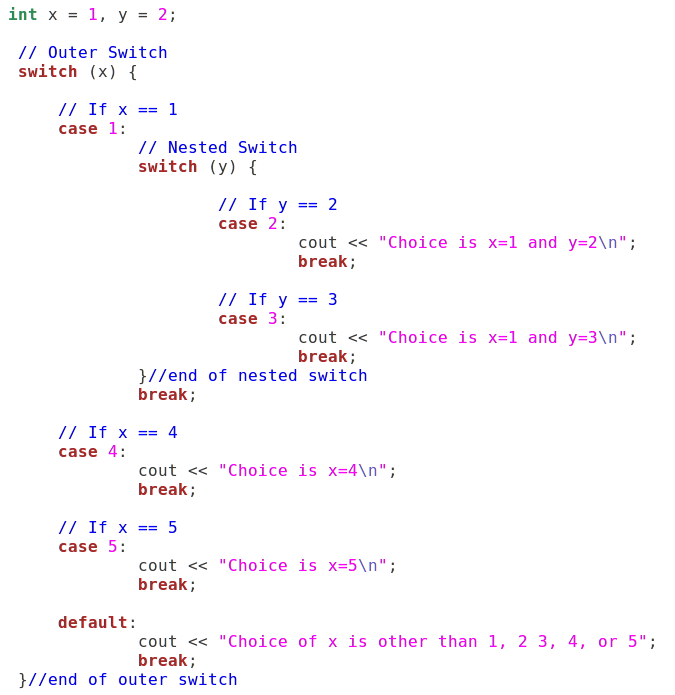 int x = 1, y = 2;
// Outer Switch
switch (x) {
// If x == 1
case 1:
// Nested Switch
switch (y) {
// If y == 2
case 2:
cout << "Choice is x=1 and y=2\n";
break;
// If y == 3
case 3:
cout << "Choice is x=1 and y=3\n";
break;
}//end of nested switch
break;
// If x == 4
case 4:
cout << "Choice is x=4\n";
break;
// If x == 5
case 5:
cout << "Choice is x=5\n";
break;
default:
cout << "Choice of x is other than 1, 2 3, 4, or 5";
break;
}//end of outer switch